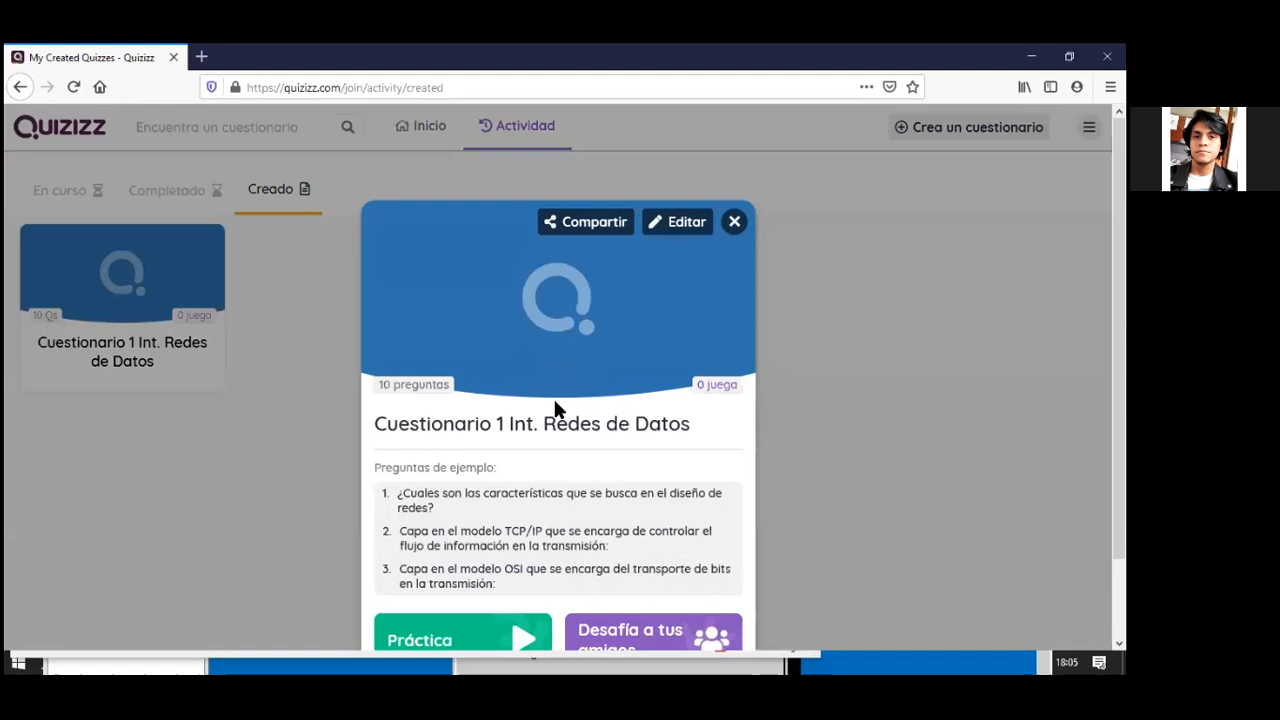 My Created Quizzes - Quizizz
https://quizizz.com/join/activity/created
QUIZIZZ
Encuentra un cuestionario
Inicio
Actividad
Crea un cuestionario
En curso
Completado
Creado
10 Qs
0 juega
Cuestionario 1 Int. Redes
de Datos
Compartir
Editar
10 preguntas
0 juega
Cuestionario 1 Int. Redes de Datos
Preguntas de ejemplo:
1. ¿Cuales son las características que se busca en el diseño de
redes?
2. Capa en el modelo TCP/IP que se encarga de controlar el
flujo de información en la transmisión:
3. Capa en el modelo OSI que se encarga del transporte de bits
en la transmisión:
Práctica
Desafía a tus
amigos
18:05